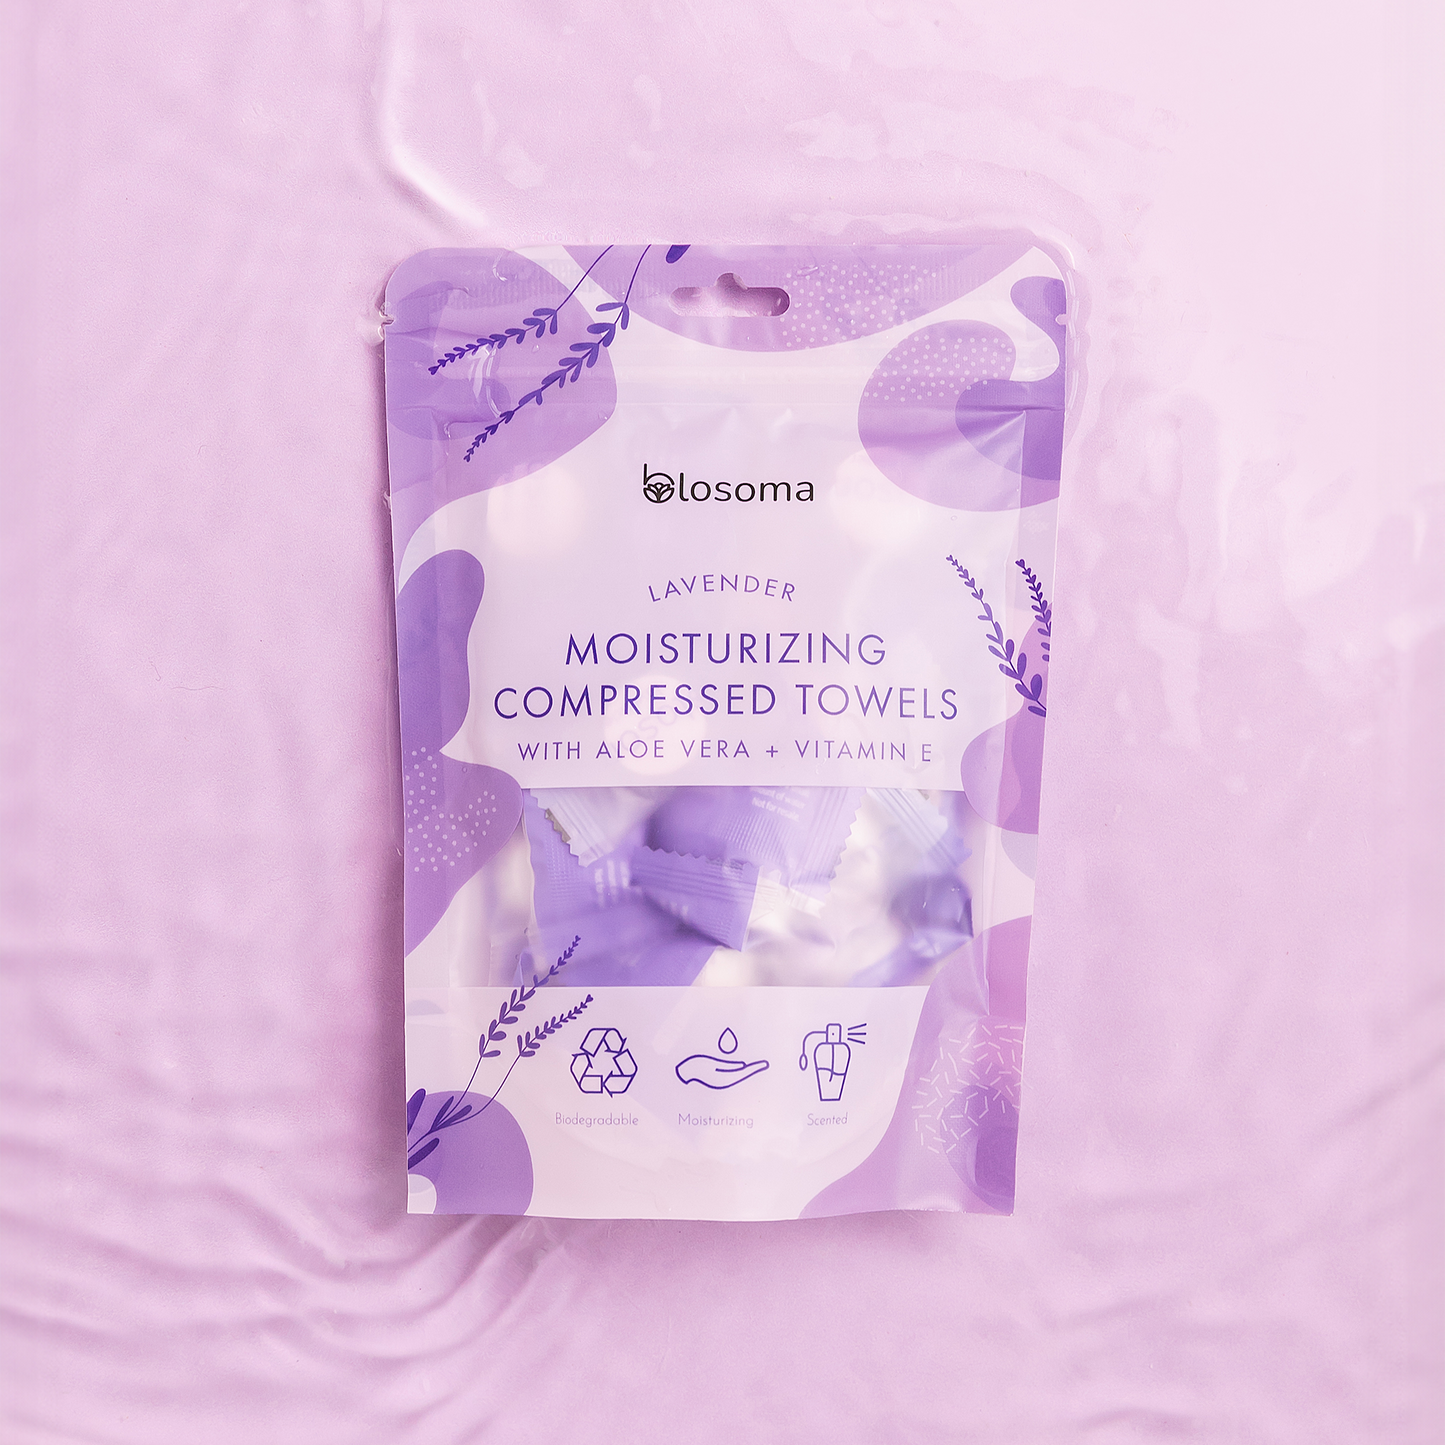 blosoma
LAVENDER
MOISTURIZING
COMPRESSED TOWELS
WITH ALOE VERA + VITAMIN E
Biodegradable
Moisturizing
Scented